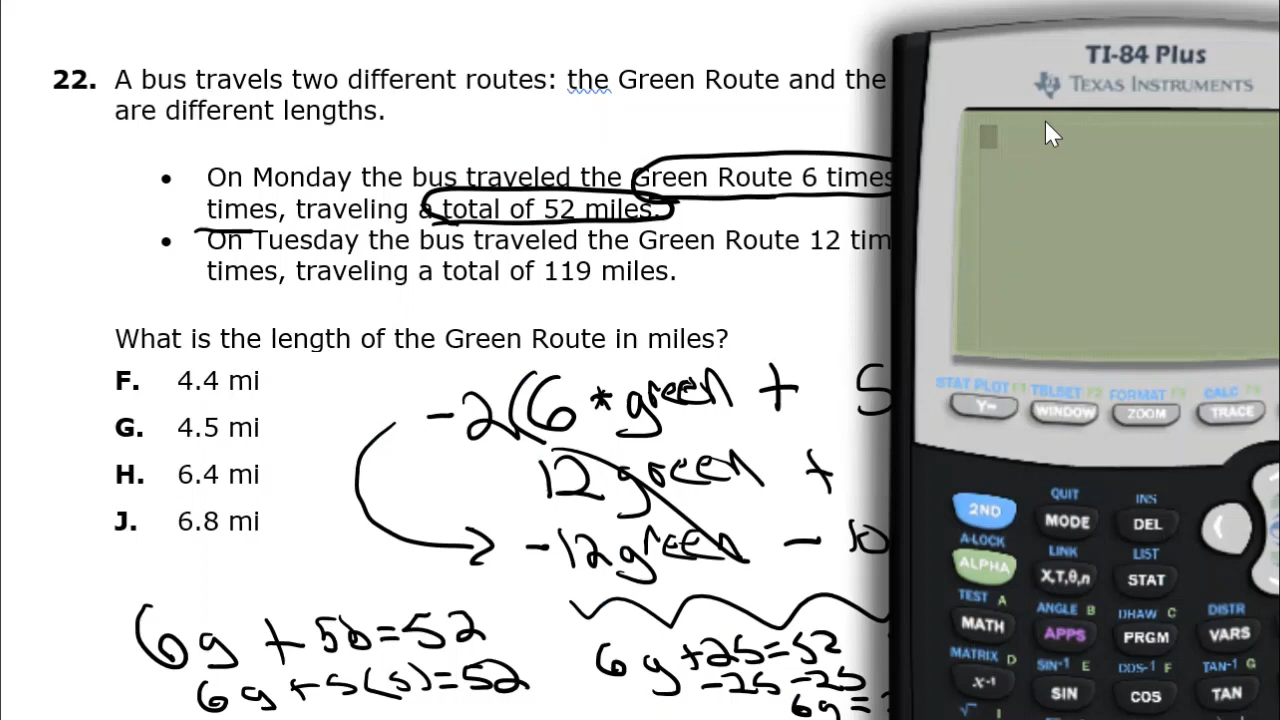 22. A bus travels two different routes: the Green Route and the
are different lengths.
• On Monday the bus traveled the Green Route 6 times
times, traveling a total of 52 miles.
• On Tuesday the bus traveled the Green Route 12 tim
times, traveling a total of 119 miles.
What is the length of the Green Route in miles?
F. 4.4 mi
G. 4.5 mi
H. 6.4 mi
J. 6.8 mi
-2(6 * green + 5
12 green +
-12 green - 10
6g + 5b = 52
6g + 5(5) = 52
6g + 25 = 52
-25 -25
6g =
TI-84 Plus
TEXAS INSTRUMENTS
STAT PLOT F1 TBLSET F2 FORMAT F3 CALC F4
Y= WINDOW ZOOM TRACE
QUIT INS
2ND MODE DEL
A-LOCK LINK LIST
ALPHA X,T,θ,n STAT
TEST A ANGLE B DRAW C DISTR
MATH APPS PRGM VARS
MATRIX D SIN⁻¹ E COS⁻¹ F TAN⁻¹ G
x⁻¹ SIN COS TAN